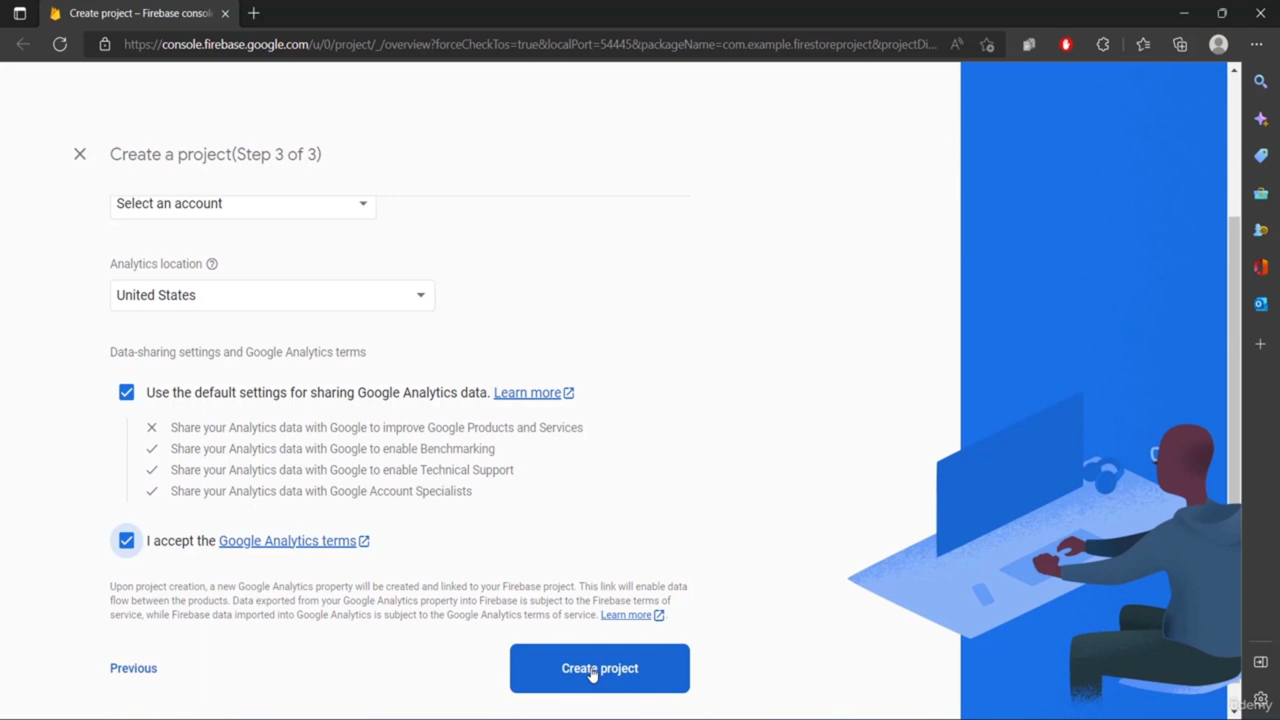 Create project – Firebase conso
https://console.firebase.google.com/u/0/project/_/overview?forceCheckTos=true&localPort=54445&packageName=com.example.firestoreproject&projectDi...
Create a project(Step 3 of 3)
Select an account
Analytics location
United States
Data-sharing settings and Google Analytics terms
Use the default settings for sharing Google Analytics data. Learn more
Share your Analytics data with Google to improve Google Products and Services
Share your Analytics data with Google to enable Benchmarking
Share your Analytics data with Google to enable Technical Support
Share your Analytics data with Google Account Specialists
I accept the Google Analytics terms
Upon project creation, a new Google Analytics property will be created and linked to your Firebase project. This link will enable data
flow between the products. Data exported from your Google Analytics property into Firebase is subject to the Firebase terms of
service, while Firebase data imported into Google Analytics is subject to the Google Analytics terms of service. Learn more.
Previous
Create project
ûdemy